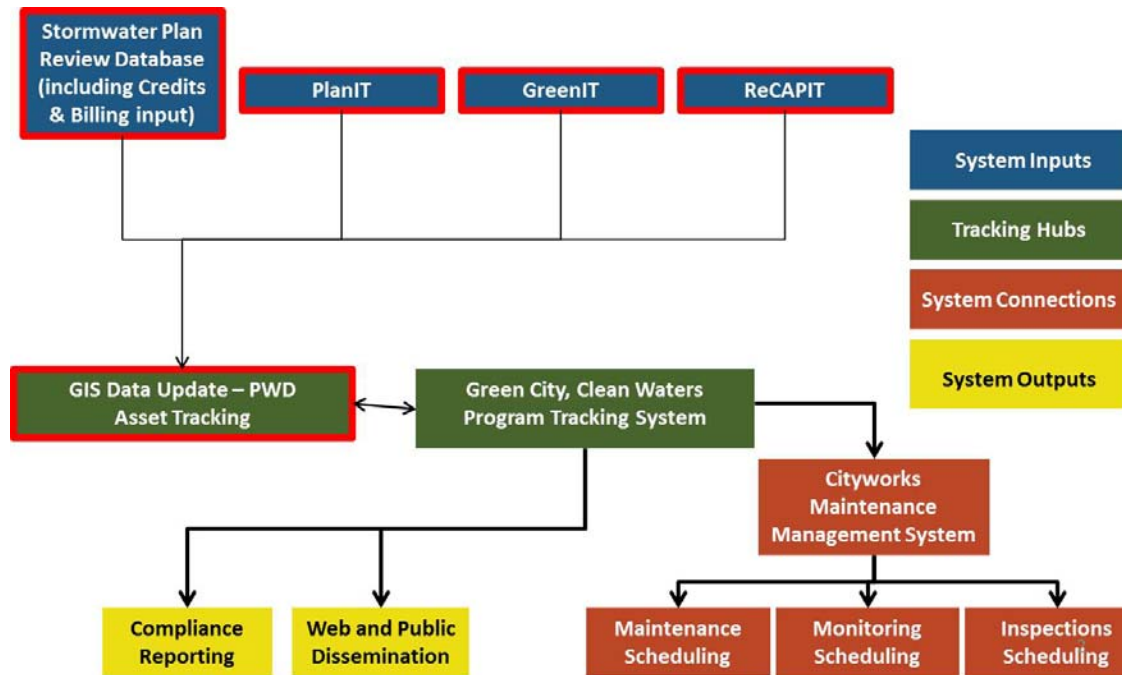 Stormwater Plan
Review Database
(including Credits
& Billing input)
PlanIT
GreenIT
ReCAPIT
System Inputs
Tracking Hubs
System Connections
System Outputs
GIS Data Update – PWD
Asset Tracking
Green City, Clean Waters
Program Tracking System
Cityworks
Maintenance
Management System
Compliance
Reporting
Web and Public
Dissemination
Maintenance
Scheduling
Monitoring
Scheduling
Inspections
Scheduling